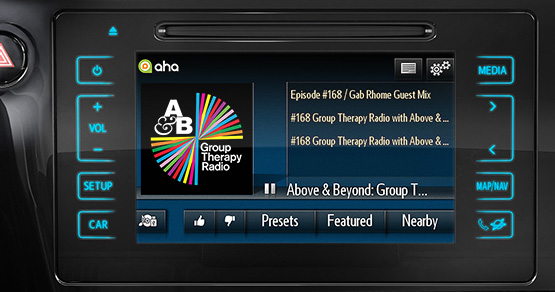 aha
MEDIA
VOL
SETUP
MAP/NAV
CAR
A
&B
Group
Therapy
Radio
Episode #168 / Gab Rhome Guest Mix
#168 Group Therapy Radio with Above & ...
#168 Group Therapy Radio with Above & ...
Above & Beyond: Group T...
Presets
Featured
Nearby